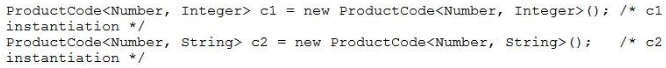 ProductCode<Number, Integer> c1 = new ProductCode<Number, Integer>(); /* c1
instantiation */
ProductCode<Number, String> c2 = new ProductCode<Number, String>();   /* c2
instantiation */